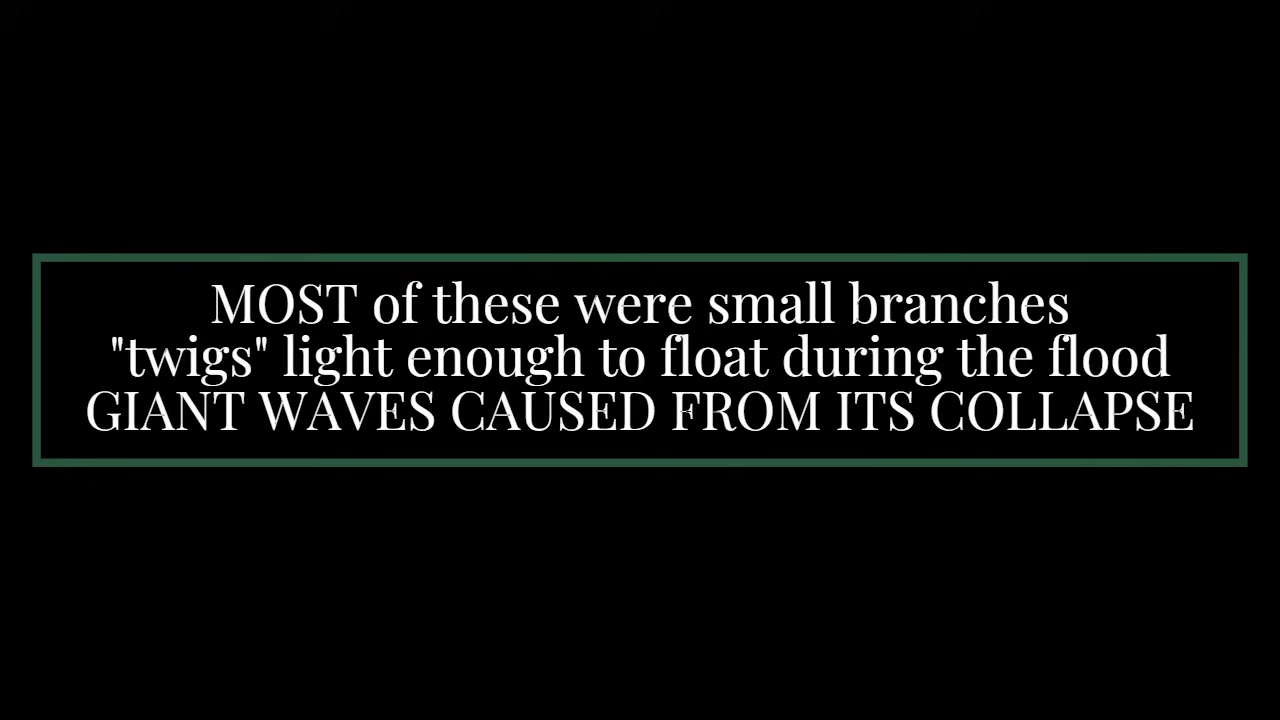 MOST of these were small branches
"twigs" light enough to float during the flood
GIANT WAVES CAUSED FROM ITS COLLAPSE